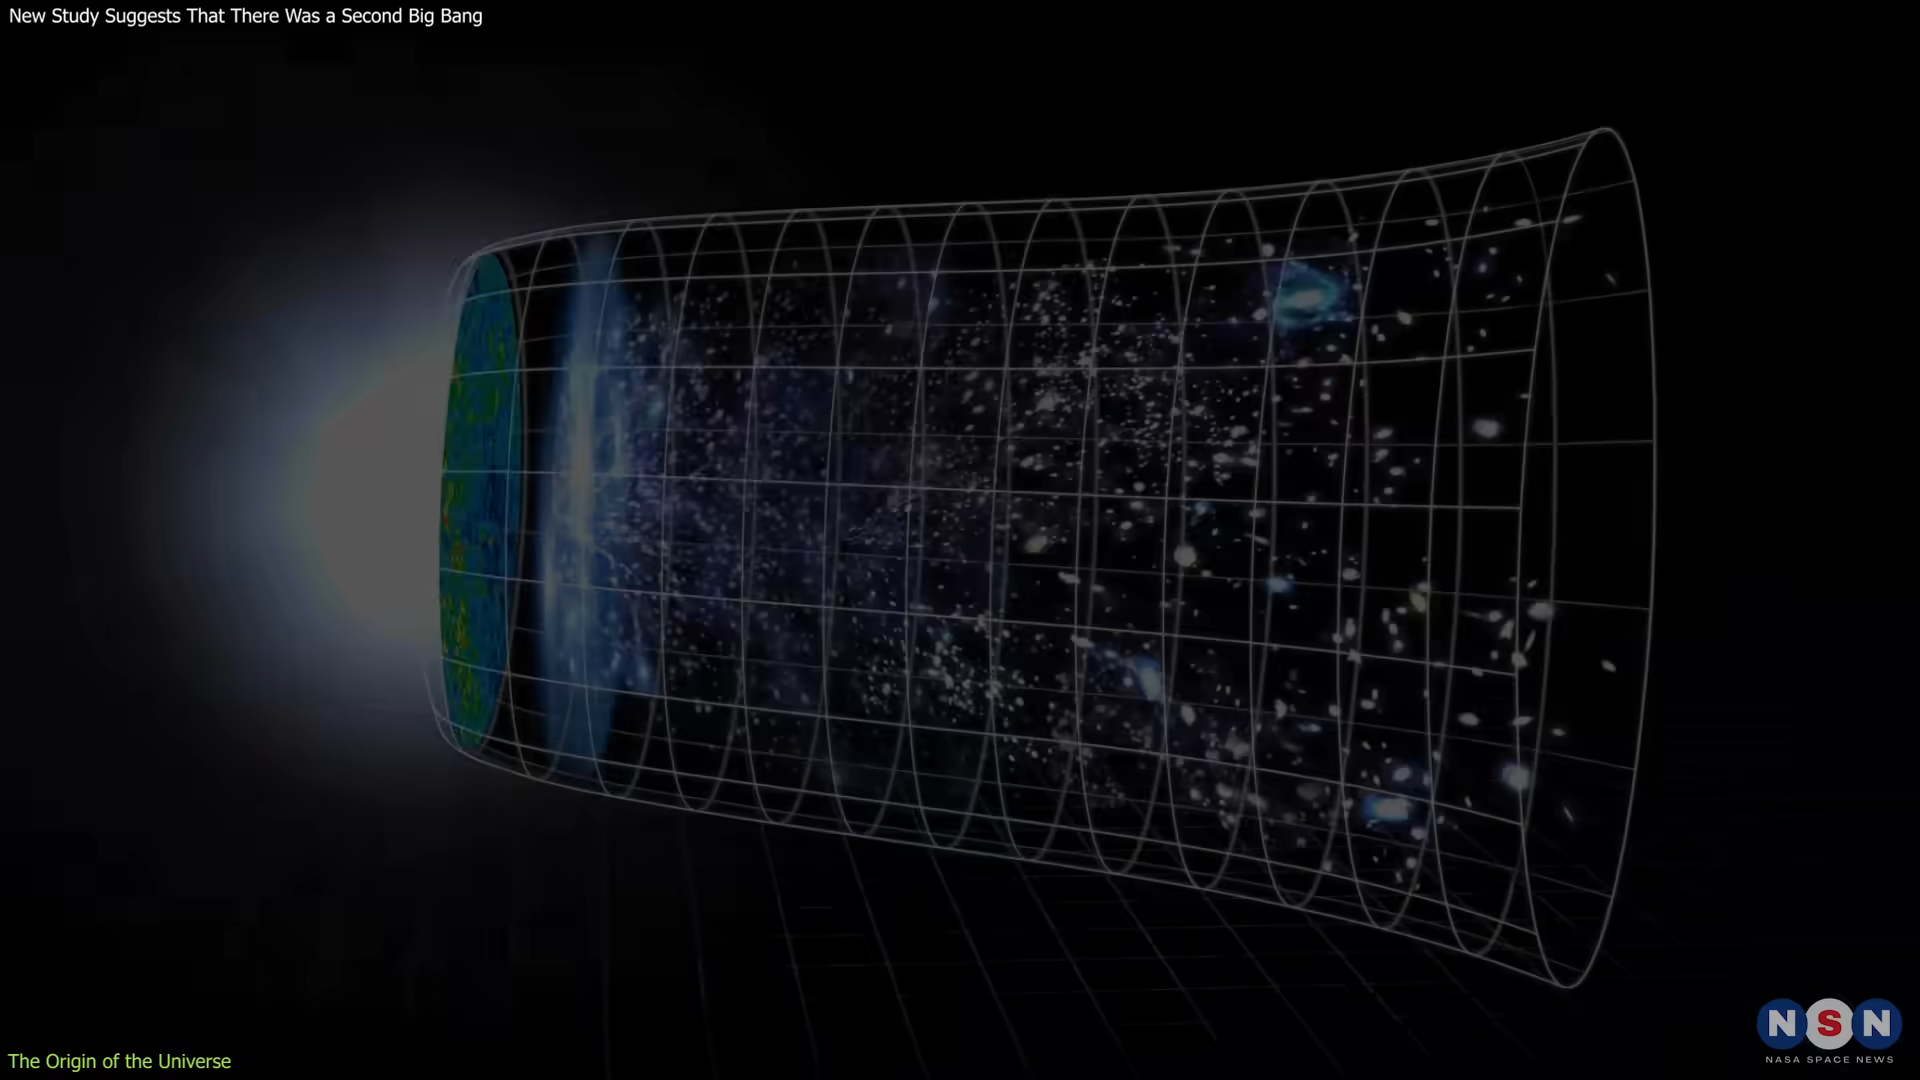 New Study Suggests That There Was a Second Big Bang
NSN
NASA SPACE NEWS
The Origin of the Universe